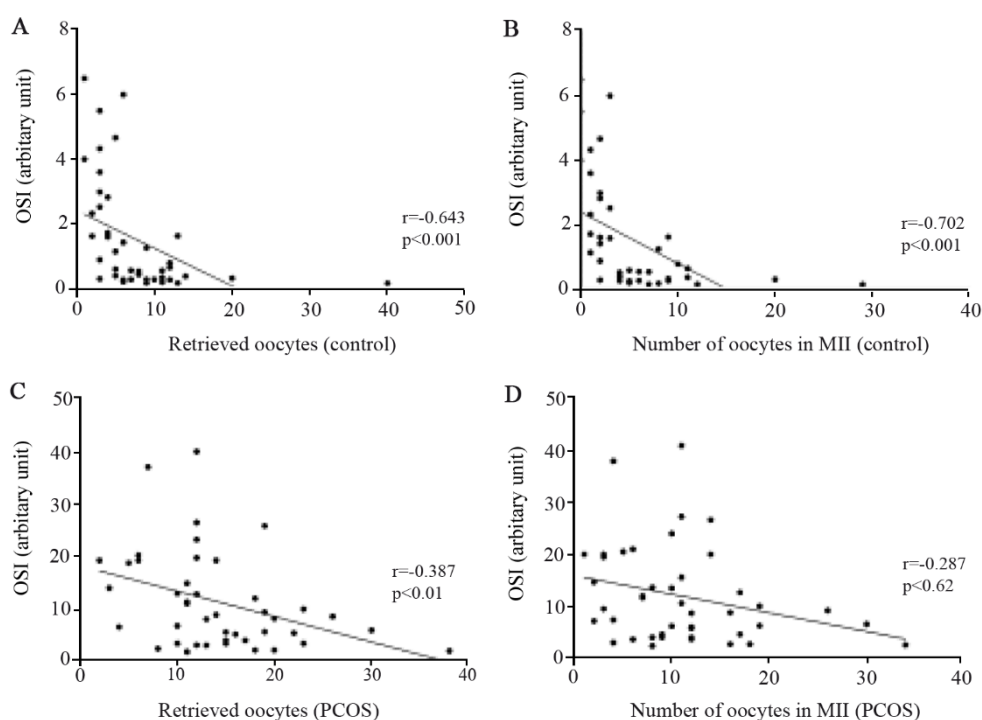 A
8
6
4
2
0
OSI (arbitary unit)
r=-0.643
p<0.001
0 10 20 30 40 50
Retrieved oocytes (control)
B
8
6
4
2
0
OSI (arbitary unit)
r=-0.702
p<0.001
0 10 20 30 40
Number of oocytes in MII (control)
C
50
40
30
20
10
0
OSI (arbitary unit)
r=-0.387
p<0.01
0 10 20 30 40
Retrieved oocytes (PCOS)
D
50
40
30
20
10
0
OSI (arbitary unit)
r=-0.287
p<0.62
0 10 20 30 40
Number of oocytes in MII (PCOS)